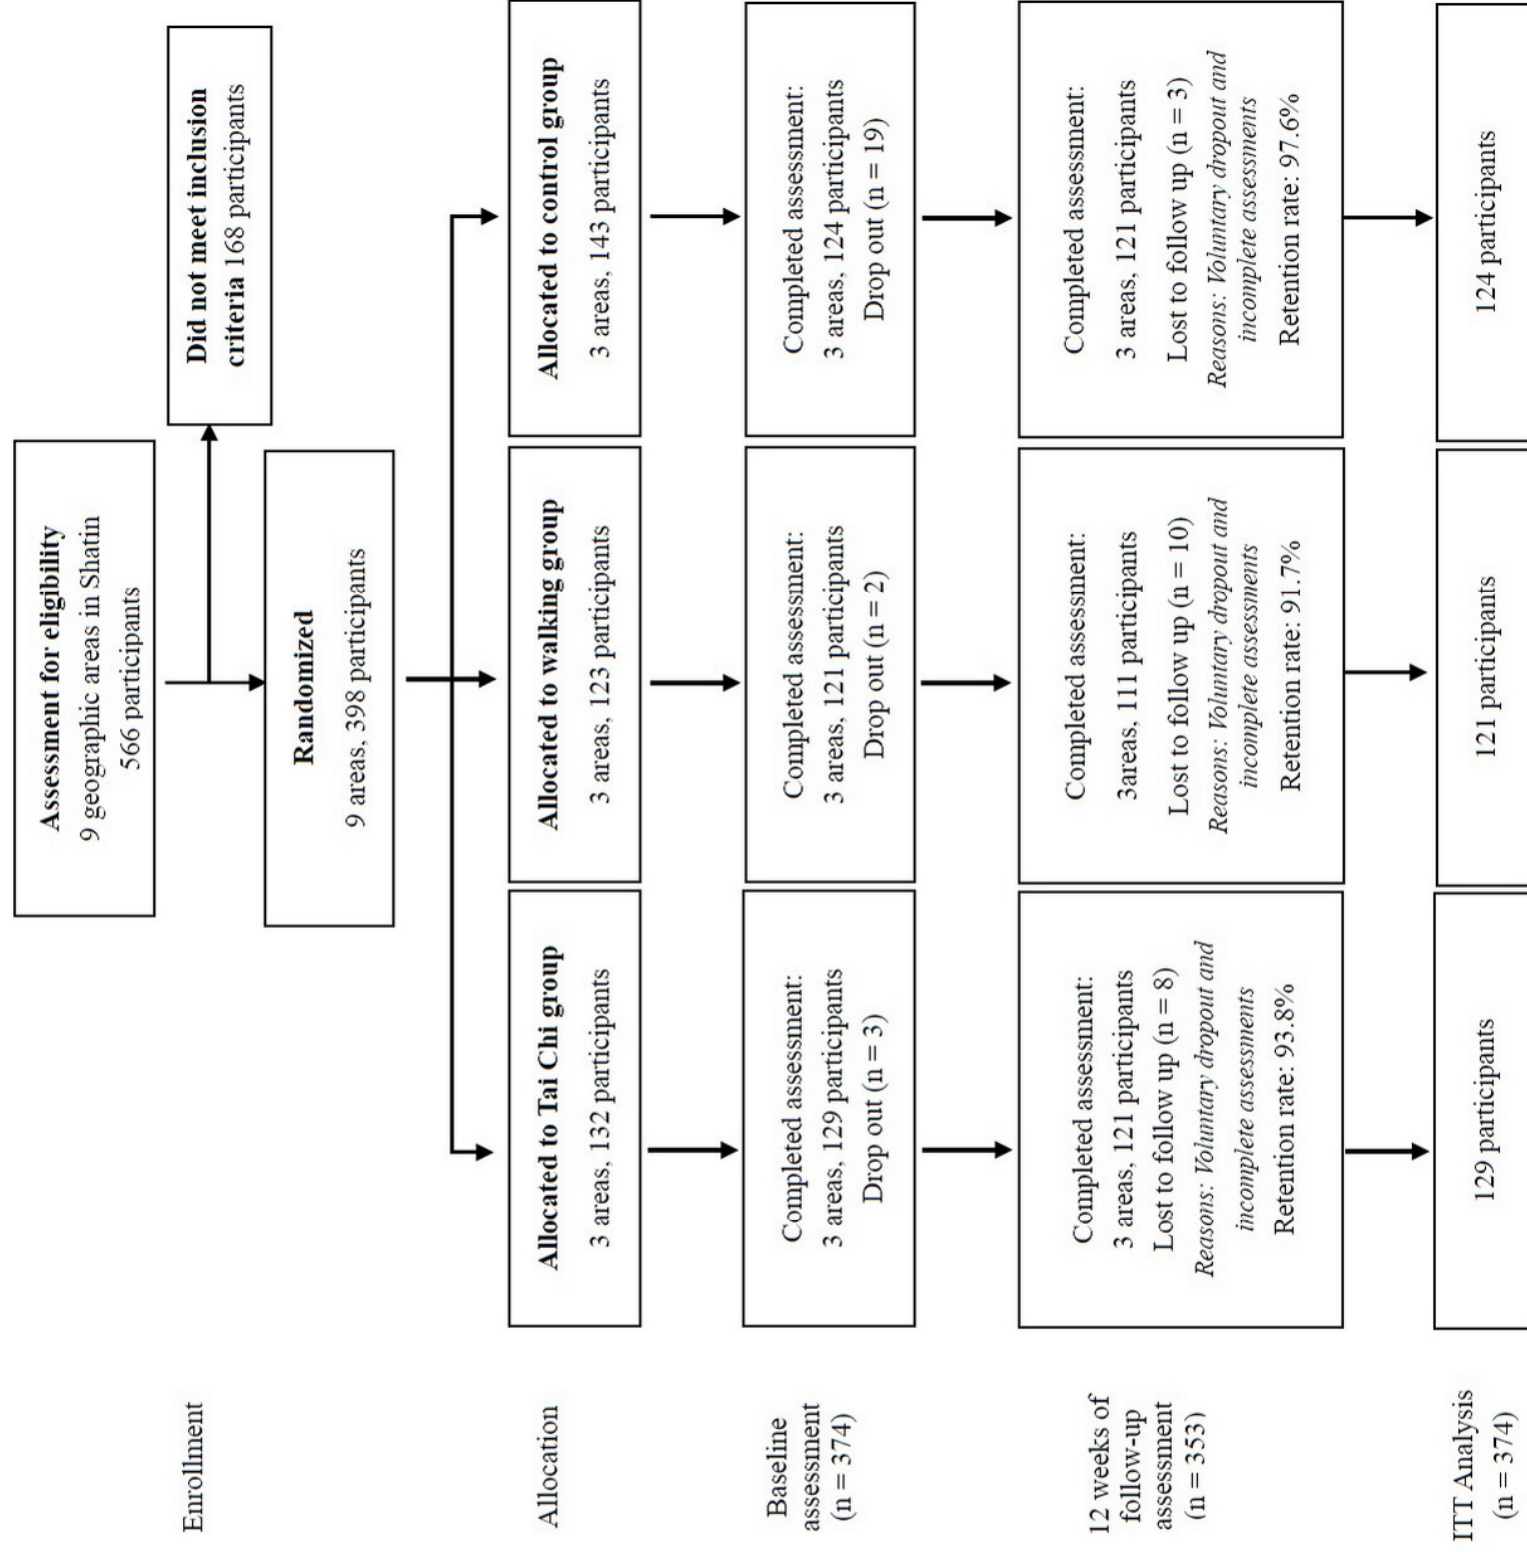 Assessment for eligibility
9 geographic areas in Shatin
566 participants
Did not meet inclusion
criteria 168 participants
Enrollment
Randomized
9 areas, 398 participants
Allocation
Allocated to Tai Chi group
3 areas, 132 participants
Allocated to walking group
3 areas, 123 participants
Allocated to control group
3 areas, 143 participants
Baseline
assessment
(n = 374)
Completed assessment:
3 areas, 129 participants
Drop out (n = 3)
Completed assessment:
3 areas, 121 participants
Drop out (n = 2)
Completed assessment:
3 areas, 124 participants
Drop out (n = 19)
12 weeks of
follow-up
assessment
(n = 353)
Completed assessment:
3 areas, 121 participants
Lost to follow up (n = 8)
Reasons: Voluntary dropout and
incomplete assessments
Retention rate: 93.8%
Completed assessment:
3areas, 111 participants
Lost to follow up (n = 10)
Reasons: Voluntary dropout and
incomplete assessments
Retention rate: 91.7%
Completed assessment:
3 areas, 121 participants
Lost to follow up (n = 3)
Reasons: Voluntary dropout and
incomplete assessments
Retention rate: 97.6%
ITT Analysis
(n = 374)
129 participants
121 participants
124 participants